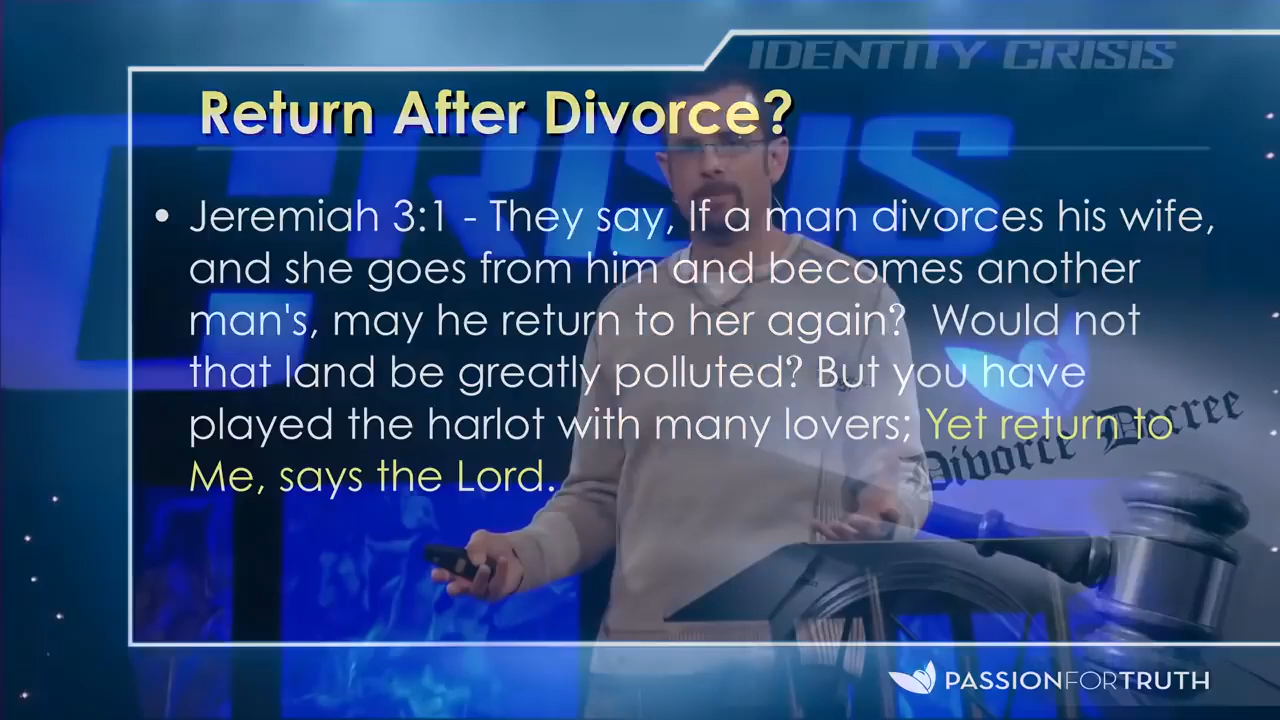 IDENTITY CRISIS
Return After Divorce?
CRISIS
• Jeremiah 3:1 - They say, If a man divorces his wife,
and she goes from him and becomes another
man's, may he return to her again?  Would not
that land be greatly polluted? But you have
played the harlot with many lovers; Yet return to
Me, says the Lord.
Divorce Decree
PASSIONFORTRUTH